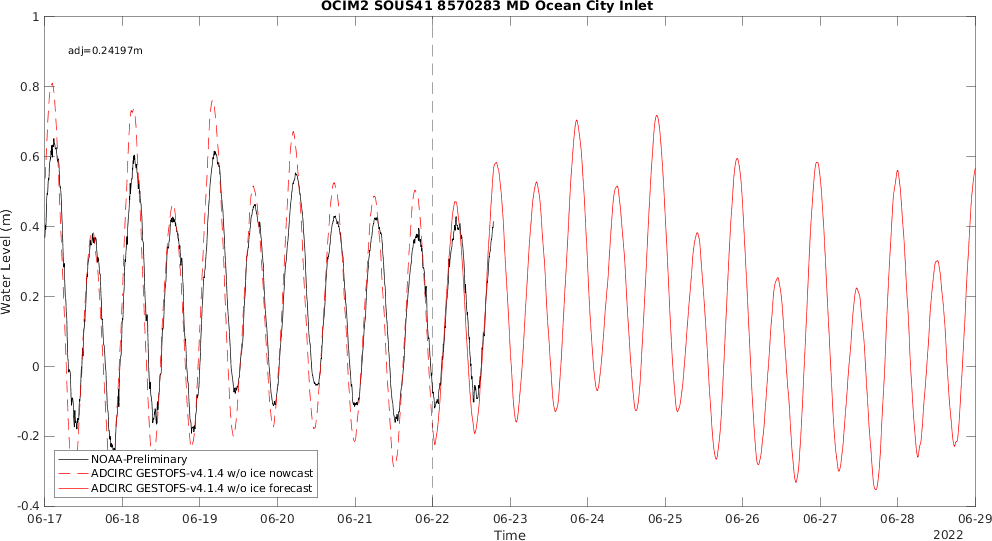 OCIM2 SOUS41 8570283 MD Ocean City Inlet
adj=0.24197m
Water Level (m)
1
0.8
0.6
0.4
0.2
0
-0.2
-0.4
NOAA-Preliminary
ADCIRC GESTOFS-v4.1.4 w/o ice nowcast
ADCIRC GESTOFS-v4.1.4 w/o ice forecast
06-17 06-18 06-19 06-20 06-21 06-22 06-23 06-24 06-25 06-26 06-27 06-28 06-29
Time
2022